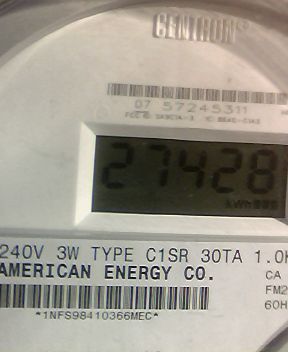 CENTRON®
07 57245311
27428
kWh
240V 3W TYPE C1SR 30TA 1.0K
AMERICAN ENERGY CO.
CA
FM2
60H
*1NFS98410366MEC*